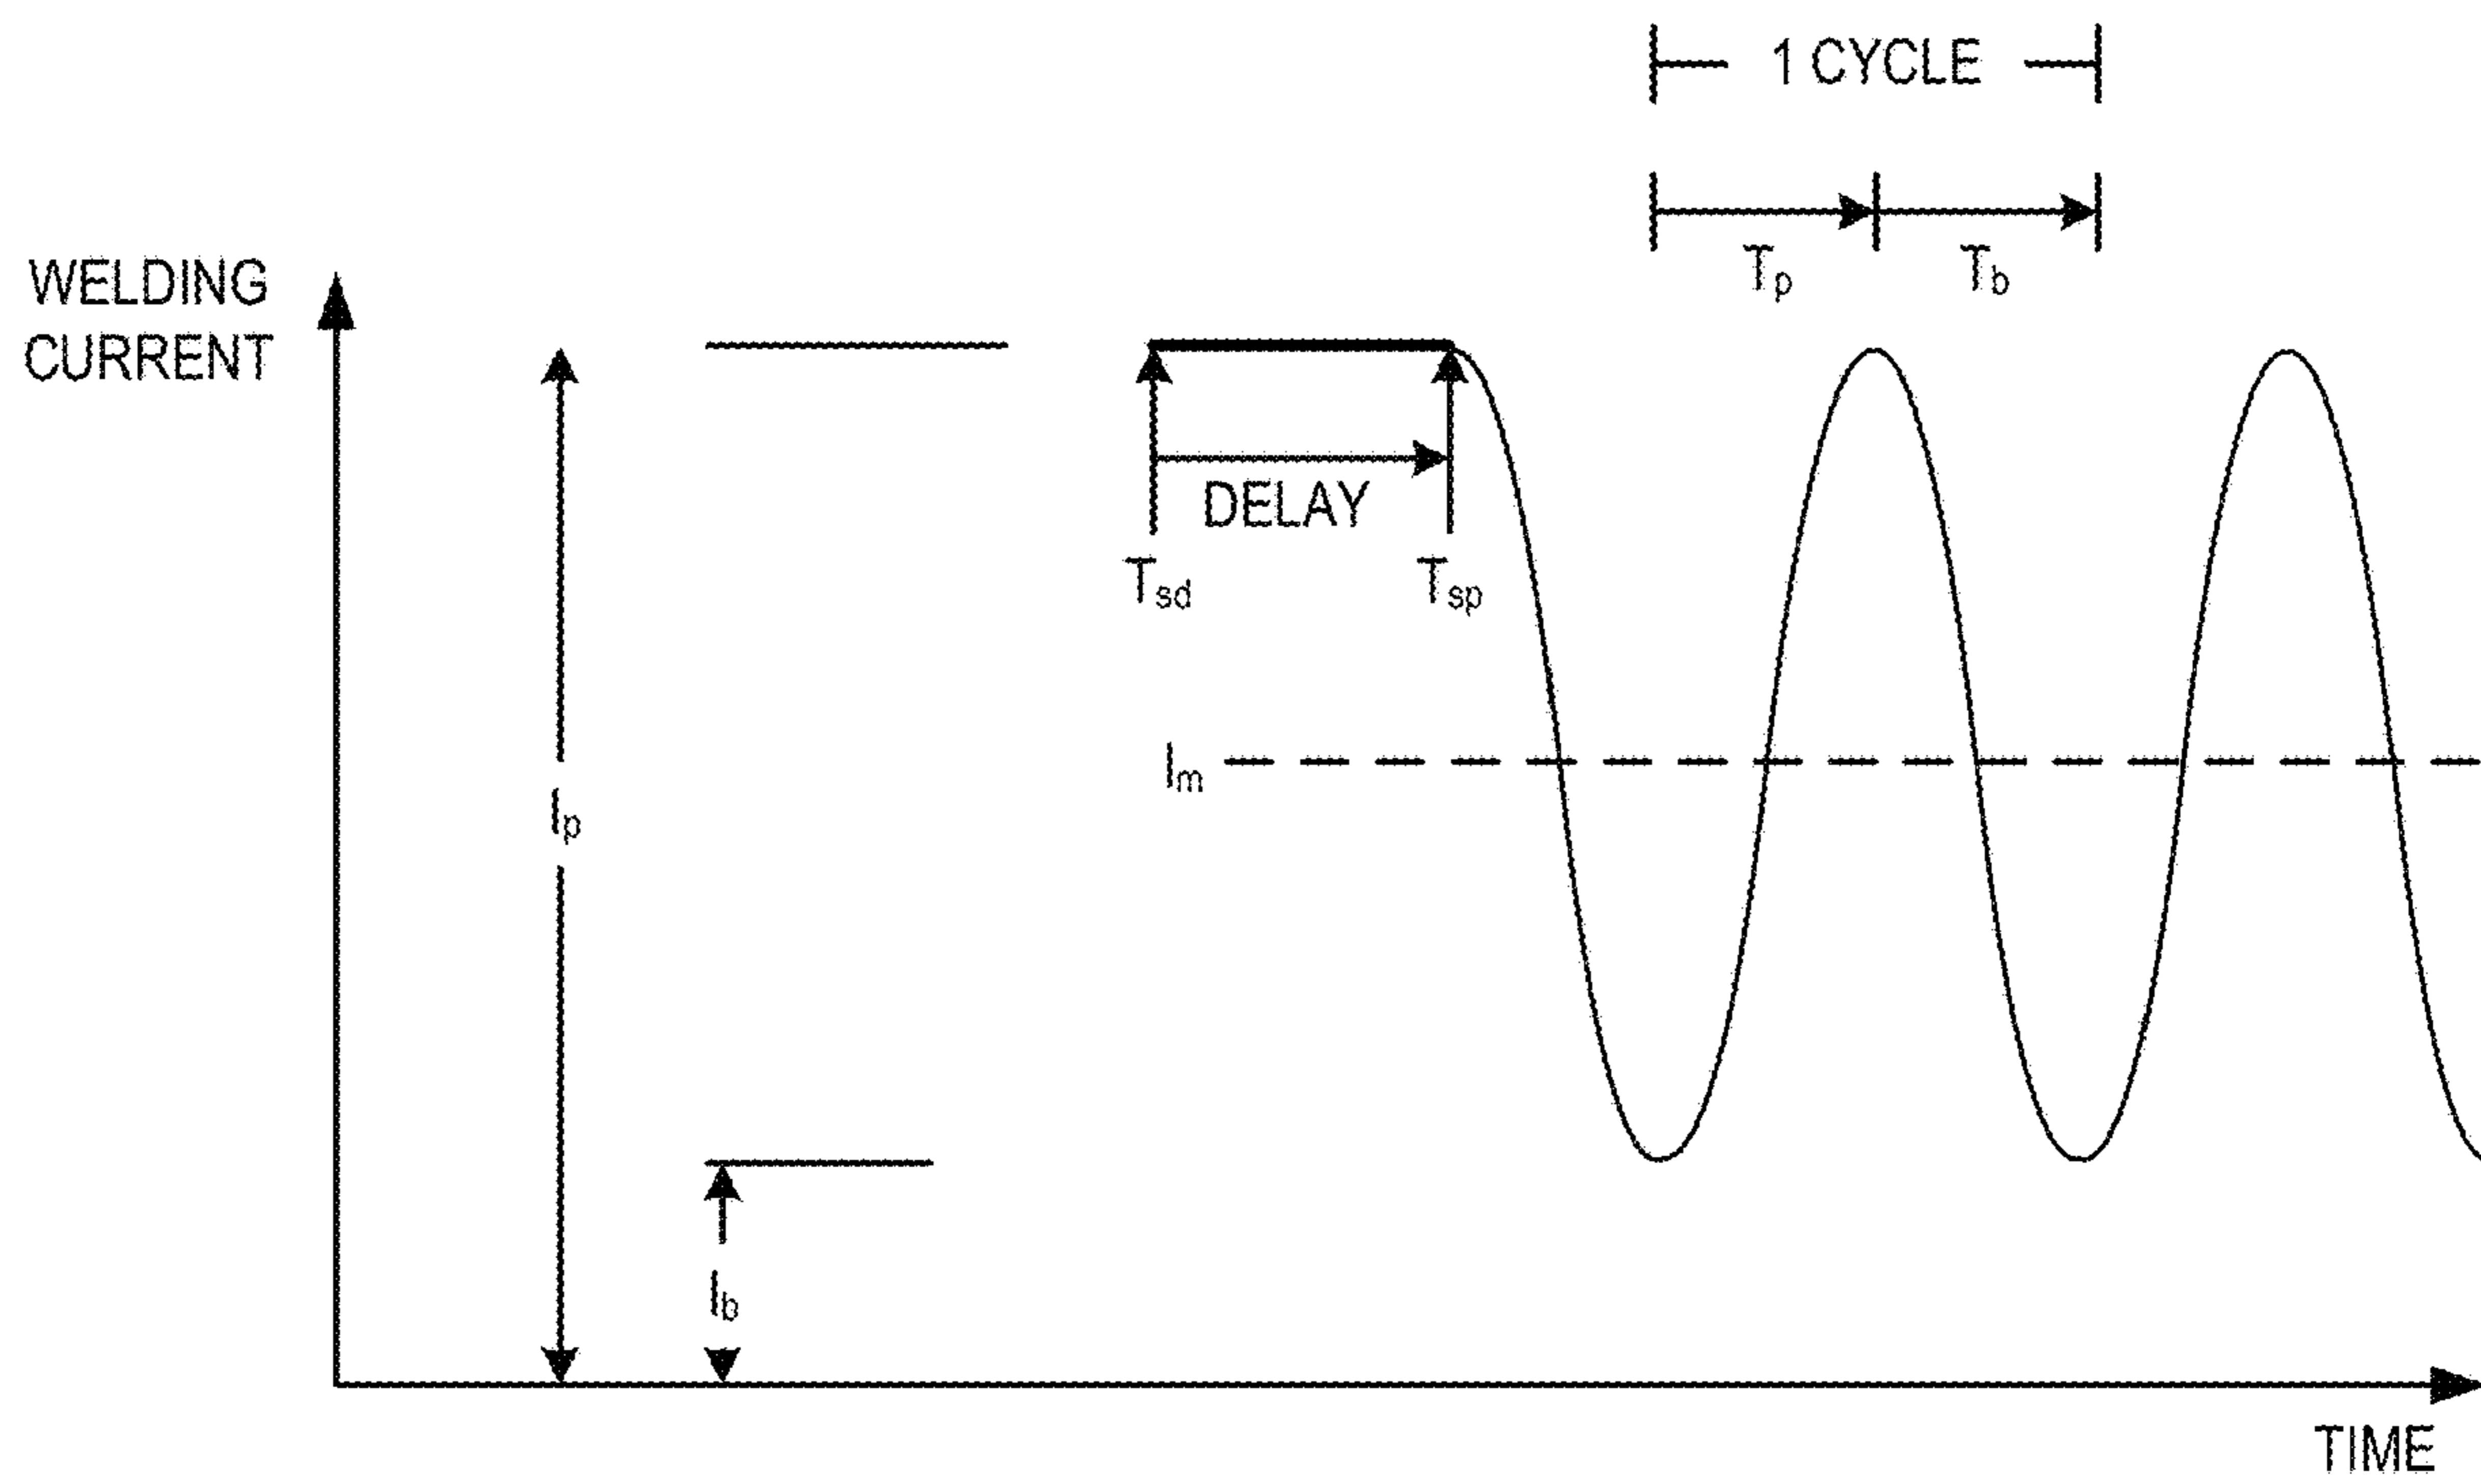 1 CYCLE
Tp Tb
WELDING
CURRENT
DELAY
Tsd Tsp
Im
Ip
Ib
TIME